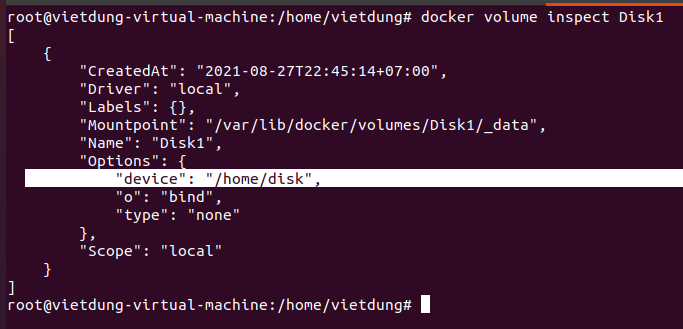 root@vietdung-virtual-machine:/home/vietdung# docker volume inspect Disk1
[
    {
        "CreatedAt": "2021-08-27T22:45:14+07:00",
        "Driver": "local",
        "Labels": {},
        "Mountpoint": "/var/lib/docker/volumes/Disk1/_data",
        "Name": "Disk1",
        "Options": {
            "device": "/home/disk",
            "o": "bind",
            "type": "none"
        },
        "Scope": "local"
    }
]
root@vietdung-virtual-machine:/home/vietdung#